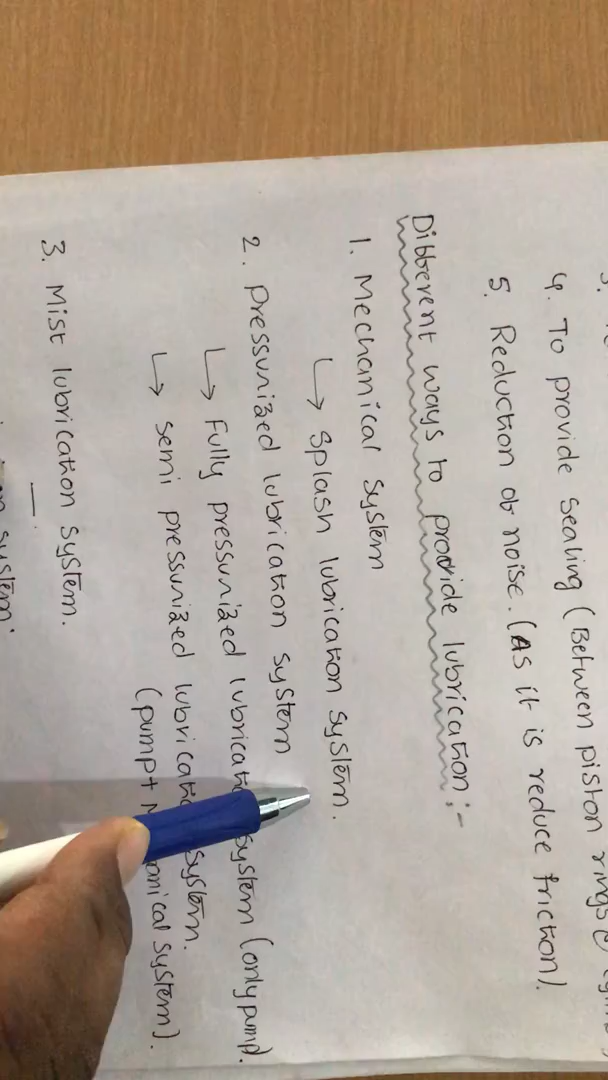 4. To provide sealing (Between piston rings
5. Reduction of noise. (As it is reduce friction).
Different ways to provide lubrication :-
1. Mechanical system
↳ Splash lubrication system.
2. Pressurized lubrication system
↳ Fully pressurized lubrication system (only pump).
↳ Semi pressurized lubrication system.
(pump + Mechanical system).
3. Mist lubrication system.
system.